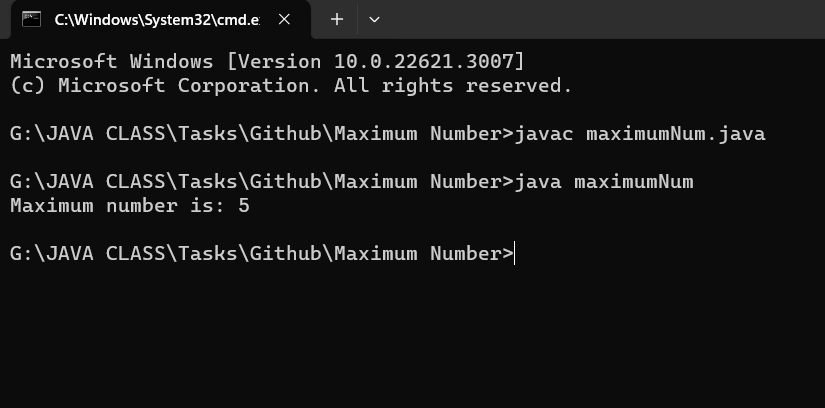 C:\Windows\System32\cmd.e
Microsoft Windows [Version 10.0.22621.3007]
(c) Microsoft Corporation. All rights reserved.
G:\JAVA CLASS\Tasks\Github\Maximum Number>javac maximumNum.java
G:\JAVA CLASS\Tasks\Github\Maximum Number>java maximumNum
Maximum number is: 5
G:\JAVA CLASS\Tasks\Github\Maximum Number>